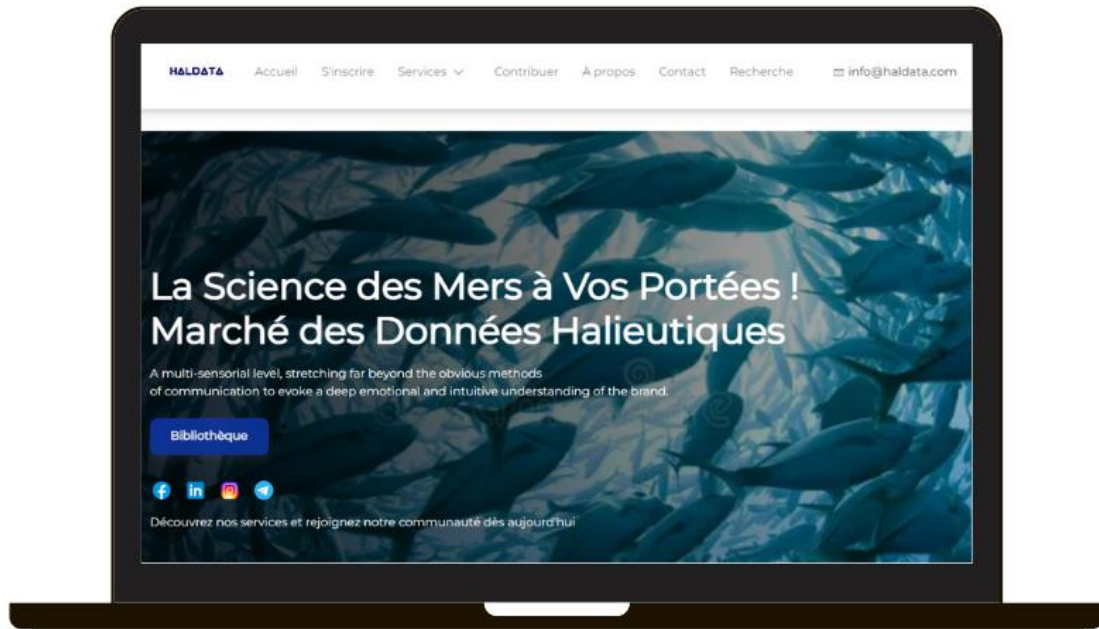 HALDATA Accueil S'inscrire Services Contribuer À propos Contact Recherche info@haldata.com
La Science des Mers à Vos Portées !
Marché des Données Halieutiques
A multi-sensorial level, stretching far beyond the obvious methods
of communication to evoke a deep emotional and intuitive understanding of the brand.
Bibliothèque
Découvrez nos services et rejoignez notre communauté dès aujourd'hui